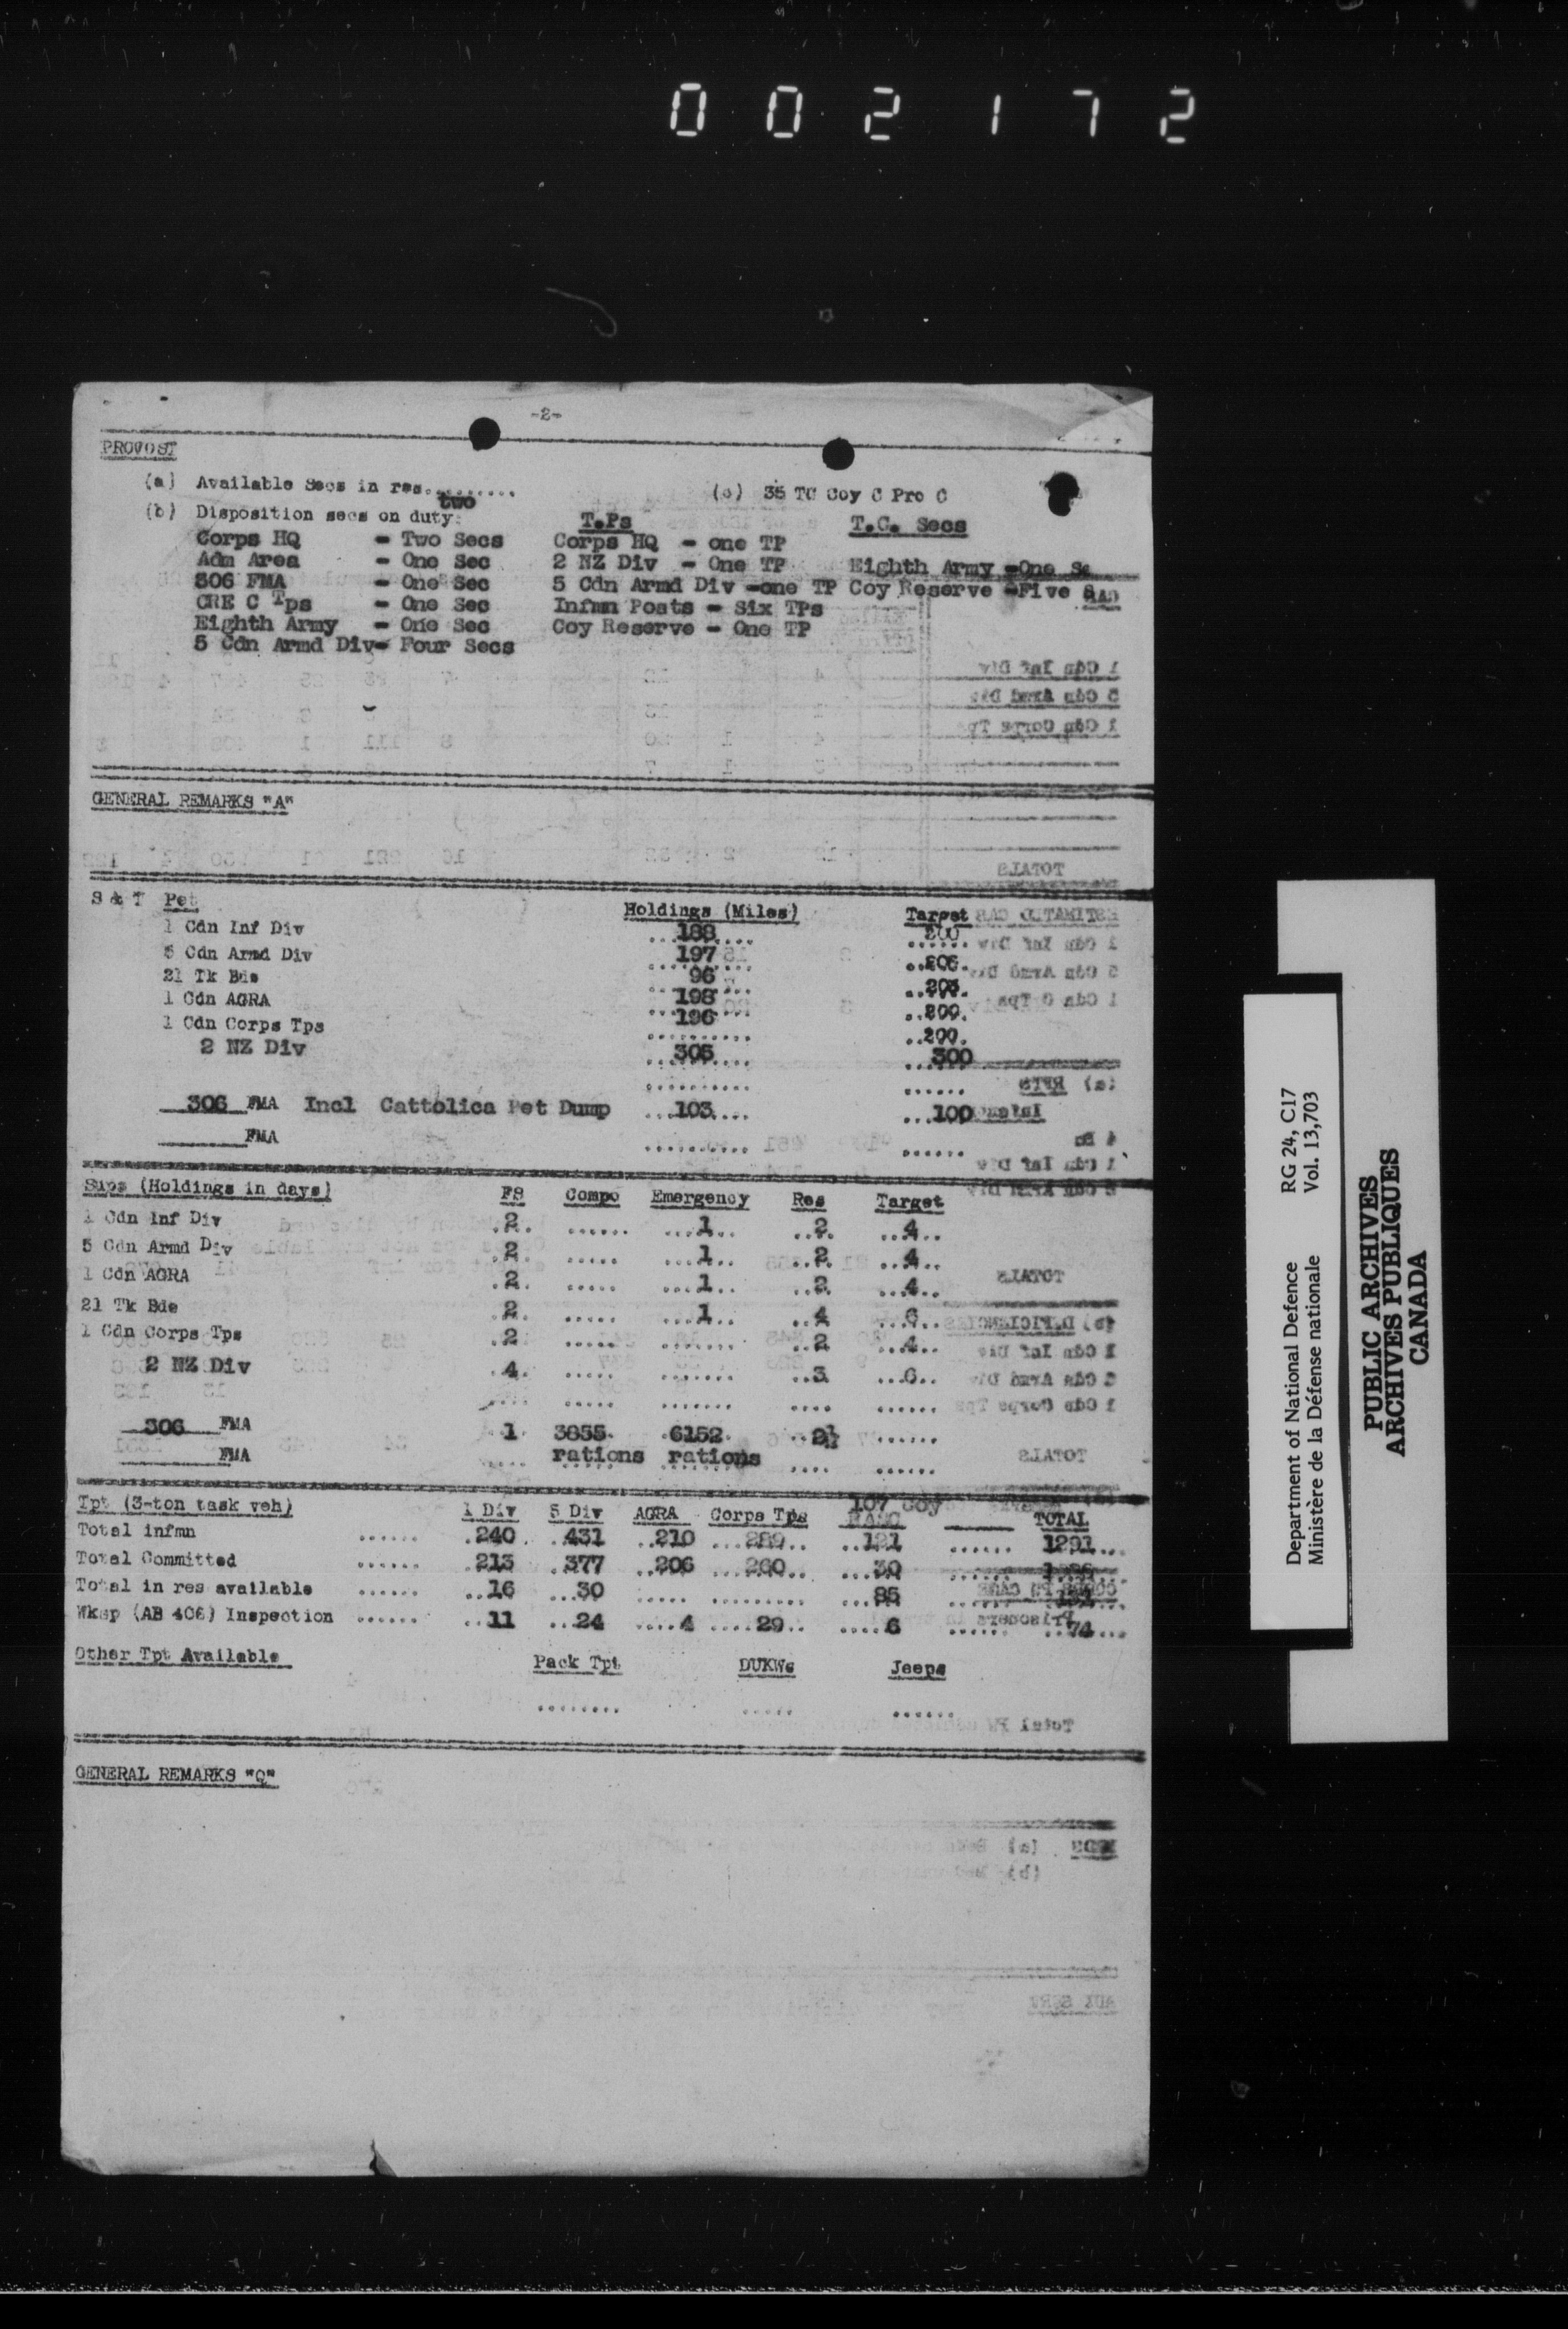 002172
-2-
PROVOST
(a) Available Secs in res..........two
(c) 35 TC Coy C Pro C
(b) Disposition secs on duty:
T.Ps T.C. Secs
Corps HQ - Two Secs Corps HQ - one TP
Adm Area - One Sec 2 NZ Div - One TP Eighth Army -One Se
306 FMA - One Sec 5 Cdn Armd Div -one TP Coy Reserve -Five S
CRE C Tps - One Sec Infmn Posts - Six TPs
Eighth Army - One Sec Coy Reserve - One TP
5 Cdn Armd Div- Four Secs
GENERAL REMARKS "A"
S & T Pet Holdings (Miles) Target
1 Cdn Inf Div 188 200
5 Cdn Armd Div 197
21 Tk Bde 96
1 Cdn AGRA 198 200
1 Cdn Corps Tps 196 200
2 NZ Div 305 300
.......... ......
306 FMA Incl Cattolica Pet Dump 103 100
______FMA .......... ......
Sups (Holdings in days) FS Compo Emergency Res Target
1 Cdn Inf Div 2 ...... 1 2 4
5 Cdn Armd Div 2 ..... 1 2 4
1 Cdn AGRA 2 ..... 1 2 4
21 Tk Bde 2 ..... 1 4 6
1 Cdn Corps Tps 2 ..... ....... 2 4
2 NZ Div 4 ..... ....... 3 6
.... ..... ....... .... ......
306 FMA 1 3855 6152 2½ ......
______FMA .... rations rations .... ......
Tpt (3-ton task veh) 1 Div 5 Div AGRA Corps Tps 107 Coy RASC ______ TOTAL
Total infmn ...... 240 431 210 289 121 ...... 1291
Total Committed ...... 213 377 206 260 30 ......
Total in res available ...... 16 30 ..... ......... 85 ......
Wksp (AB 406) Inspection ...... 11 24 4 29 6 ...... 74
Other Tpt Available Pack Tpt DUKWs Jeeps
........ ..... ......
GENERAL REMARKS "Q"
Department of National Defence RG 24, C17
Ministère de la Défense nationale Vol. 13,703
PUBLIC ARCHIVES
ARCHIVES PUBLIQUES
CANADA